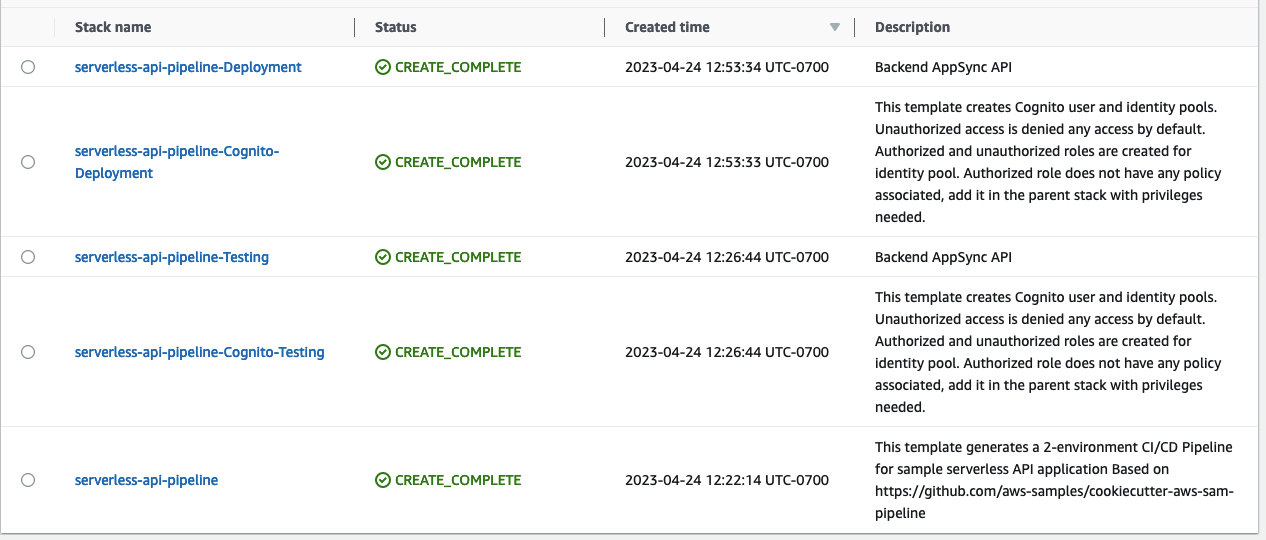 Stack name Status Created time Description
serverless-api-pipeline-Deployment CREATE_COMPLETE 2023-04-24 12:53:34 UTC-0700 Backend AppSync API
serverless-api-pipeline-Cognito-
Deployment
CREATE_COMPLETE
2023-04-24 12:53:33 UTC-0700
This template creates Cognito user and identity pools.
Unauthorized access is denied any access by default.
Authorized and unauthorized roles are created for
identity pool. Authorized role does not have any policy
associated, add it in the parent stack with privileges
needed.
serverless-api-pipeline-Testing CREATE_COMPLETE 2023-04-24 12:26:44 UTC-0700 Backend AppSync API
serverless-api-pipeline-Cognito-Testing
CREATE_COMPLETE
2023-04-24 12:26:44 UTC-0700
This template creates Cognito user and identity pools.
Unauthorized access is denied any access by default.
Authorized and unauthorized roles are created for
identity pool. Authorized role does not have any policy
associated, add it in the parent stack with privileges
needed.
serverless-api-pipeline
CREATE_COMPLETE
2023-04-24 12:22:14 UTC-0700
This template generates a 2-environment CI/CD Pipeline
for sample serverless API application Based on
https://github.com/aws-samples/cookiecutter-aws-sam-
pipeline